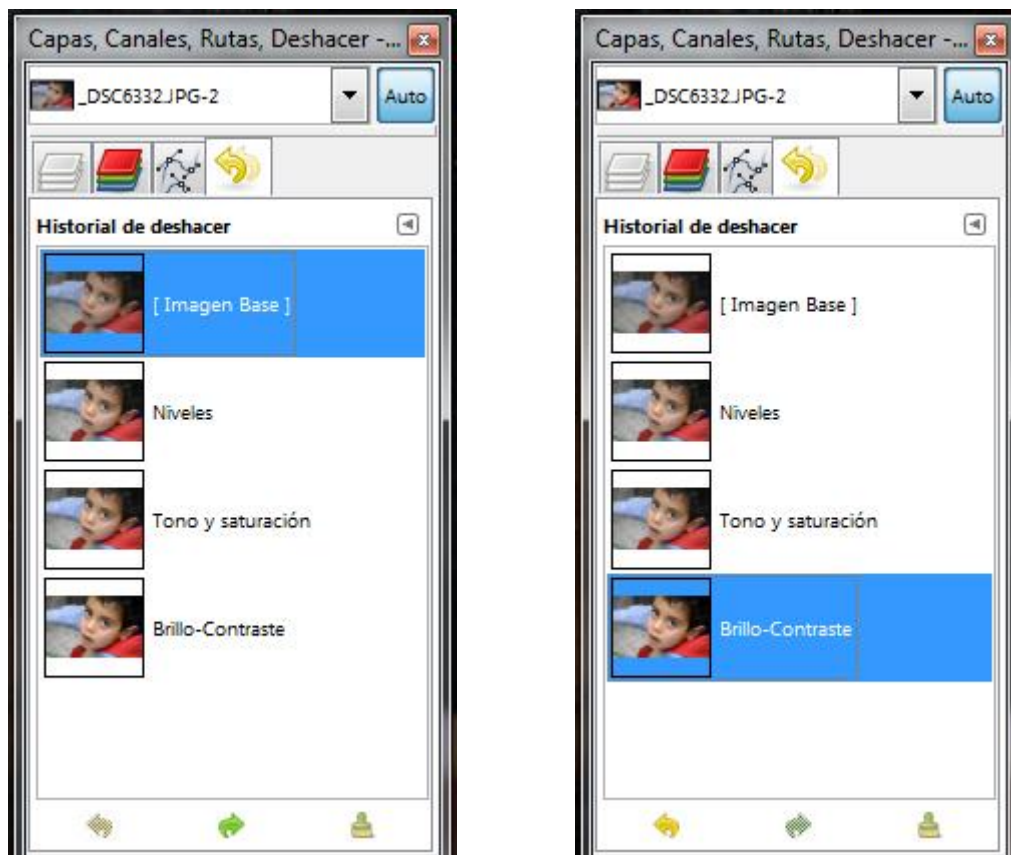 Capas, Canales, Rutas, Deshacer -...
_DSC6332.JPG-2
Auto
Historial de deshacer
[ Imagen Base ]
Niveles
Tono y saturación
Brillo-Contraste
Capas, Canales, Rutas, Deshacer -...
_DSC6332.JPG-2
Auto
Historial de deshacer
[ Imagen Base ]
Niveles
Tono y saturación
Brillo-Contraste